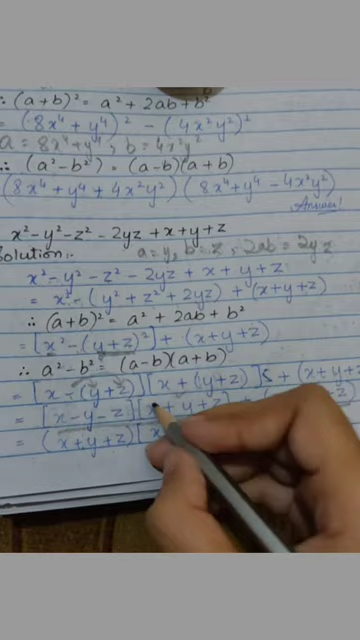 ∴ (a+b)² = a² + 2ab + b²
= (8x⁴ + y⁴)² - (4x²y²)²
a = 8x⁴+y⁴, b = 4x²y²
∴ (a²-b²) = (a-b)(a+b)
(8x⁴ + y⁴ + 4x²y²)(8x⁴+y⁴ - 4x²y²)
Answer!
x² - y² - z² - 2yz + x + y + z
Solution: a = y, b = z, 2ab = 2yz
x² - y² - z² - 2yz + x + y + z
= x² - (y² + z² + 2yz) + (x+y+z)
∴ (a+b)² = a² + 2ab + b²
= [x² - (y+z)²] + (x+y+z)
∴ a² - b² = (a-b)(a+b)
= [x - (y+z)][x + (y+z)] + (x+y+z
= [x-y-z][x+y+z] +
= (x+y+z)[x